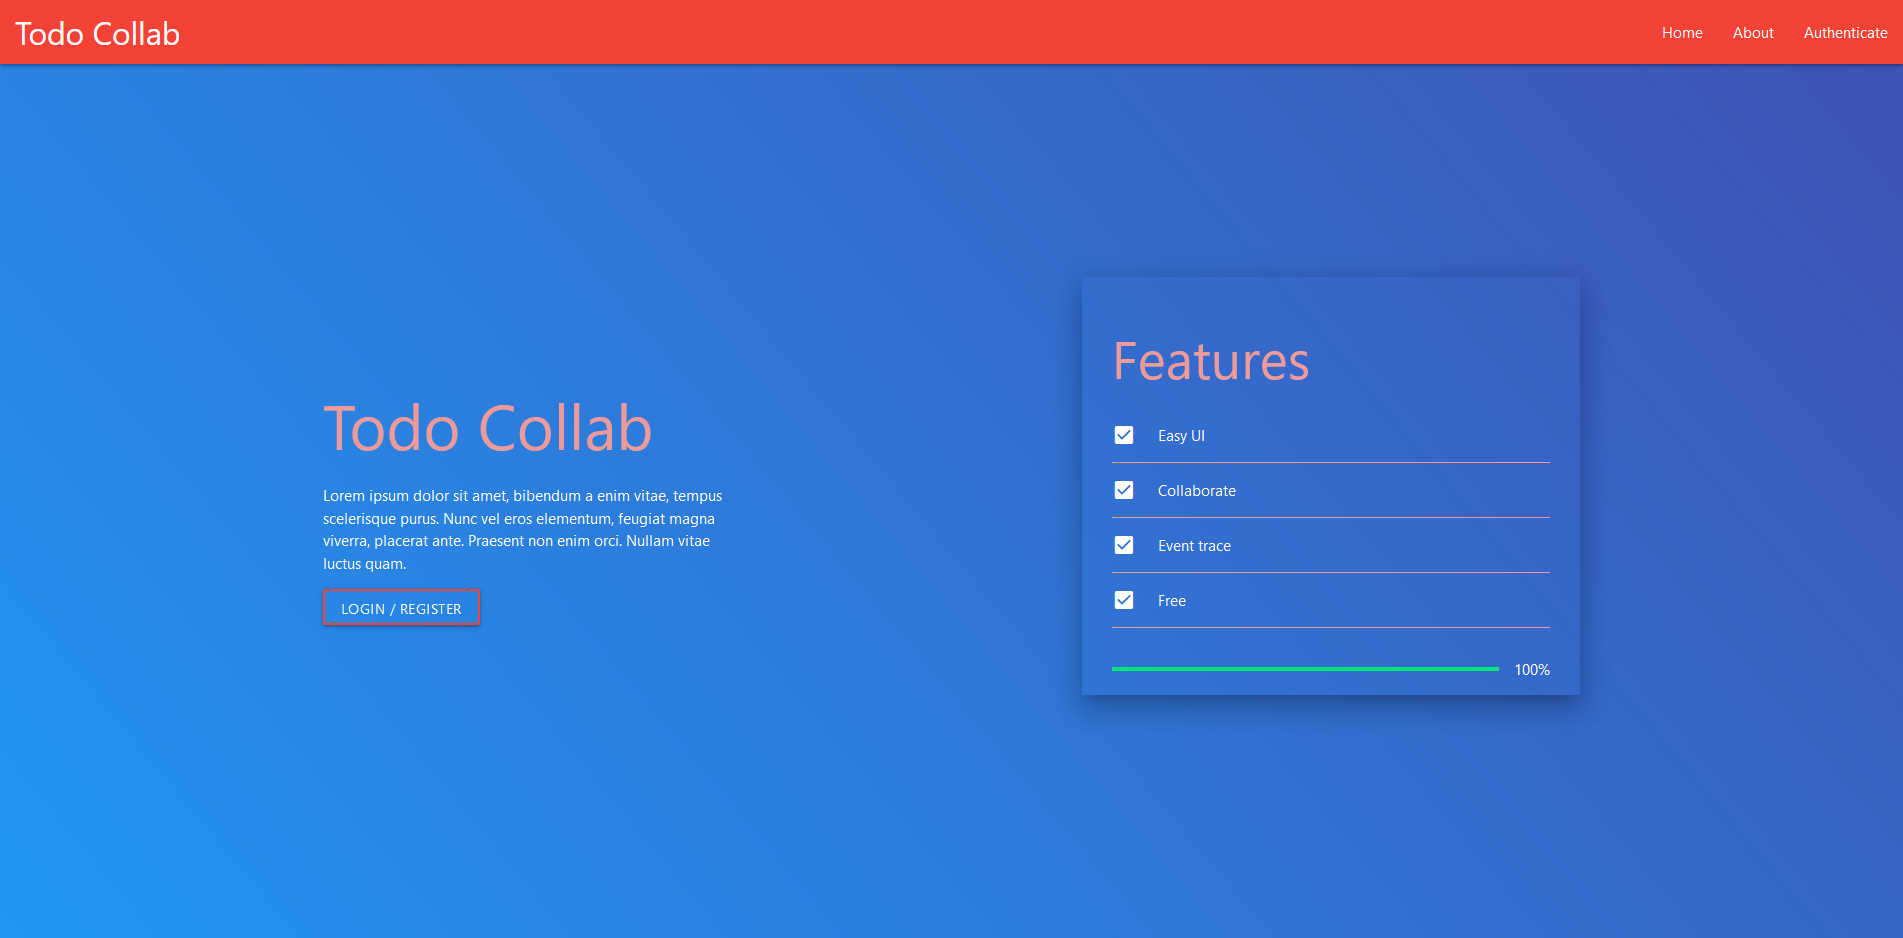 Todo Collab
Home About Authenticate
Todo Collab
Lorem ipsum dolor sit amet, bibendum a enim vitae, tempus
scelerisque purus. Nunc vel eros elementum, feugiat magna
viverra, placerat ante. Praesent non enim orci. Nullam vitae
luctus quam.
LOGIN / REGISTER
Features
Easy UI
Collaborate
Event trace
Free
100%